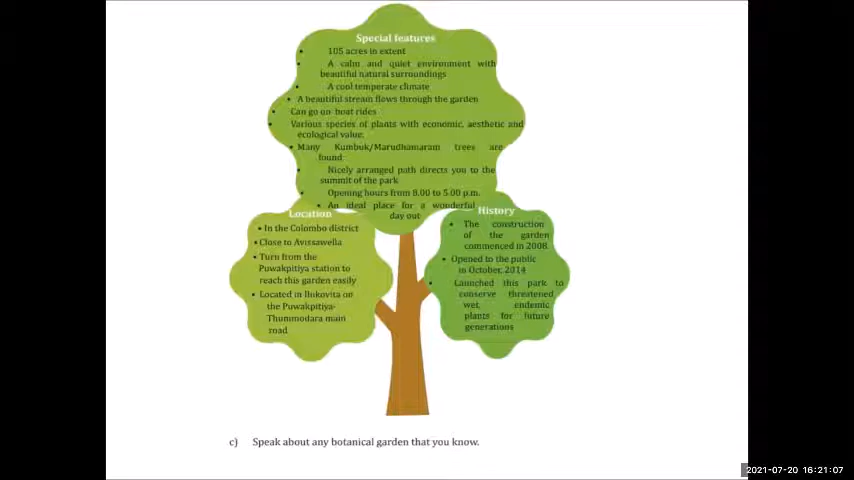 Special features
• 105 acres in extent
• A calm and quiet environment with
beautiful natural surroundings
• A cool temperate climate
• A beautiful stream flows through the garden
• Can go on boat rides
• Various species of plants with economic, aesthetic and
ecological value.
• Many Kumbuk/Marudhamaram trees are
found
• Nicely arranged path directs you to the
summit of the park
• Opening hours from 8.00 to 5.00 p.m.
• An ideal place for a wonderful
day out
Location
• In the Colombo district
• Close to Avissawella
• Turn from the
Puwakpitiya station to
reach this garden easily
• Located in Ilukovita on
the Puwakpitiya-
Thunmodara main
road
History
• The construction
of the garden
commenced in 2008
• Opened to the public
in October, 2014
• Launched this park to
conserve threatened
wet, endemic
plants for future
generations
c) Speak about any botanical garden that you know.
2021-07-20 16:21:07